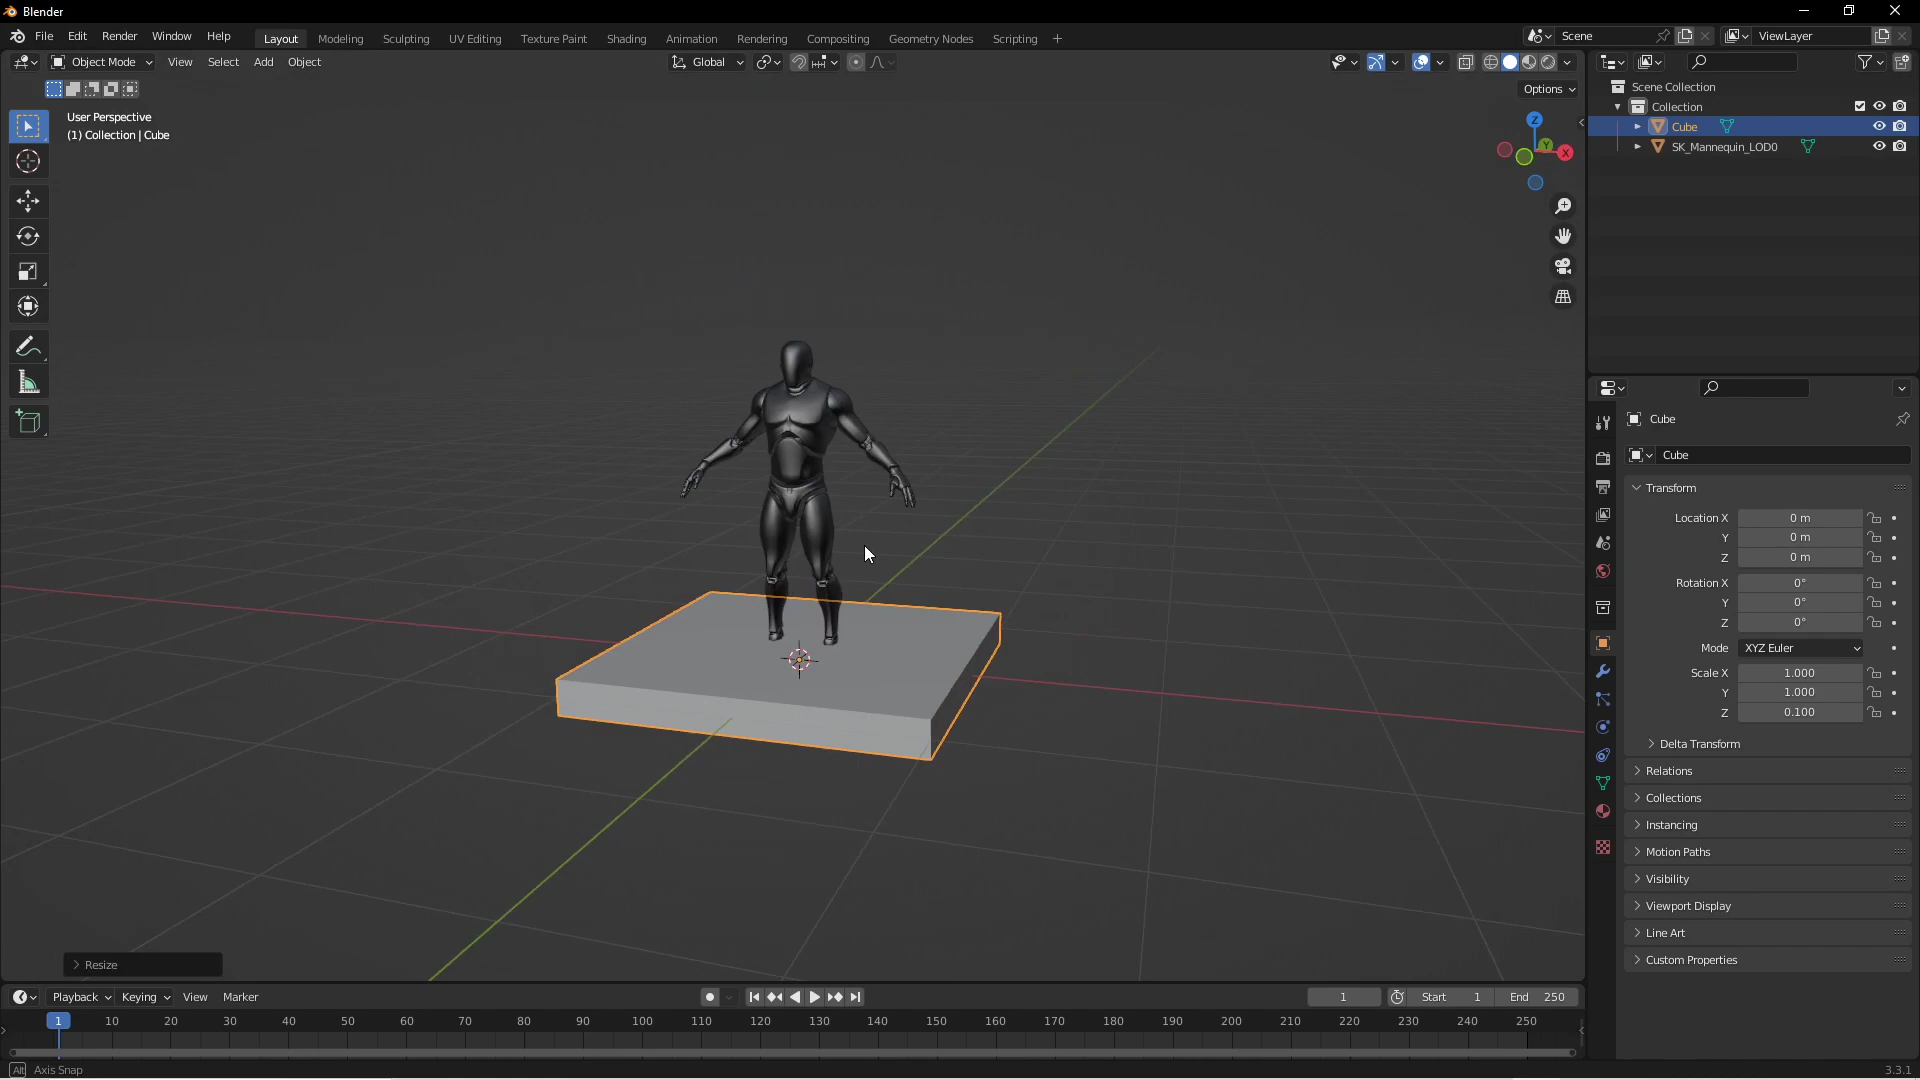 Blender
File Edit Render Window Help
Layout Modeling Sculpting UV Editing Texture Paint Shading Animation Rendering Compositing Geometry Nodes Scripting +
Scene
ViewLayer
Object Mode View Select Add Object
Global
Options
User Perspective
(1) Collection | Cube
Z
Y
X
Scene Collection
Collection
Cube
SK_Mannequin_LOD0
Cube
Cube
Transform
Location X 0 m
Y 0 m
Z 0 m
Rotation X 0°
Y 0°
Z 0°
Mode XYZ Euler
Scale X 1.000
Y 1.000
Z 0.100
Delta Transform
Relations
Collections
Instancing
Motion Paths
Visibility
Viewport Display
Line Art
Custom Properties
Resize
Playback Keying View Marker
1 Start 1 End 250
1 10 20 30 40 50 60 70 80 90 100 110 120 130 140 150 160 170 180 190 200 210 220 230 240 250
Alt Axis Snap
3.3.1